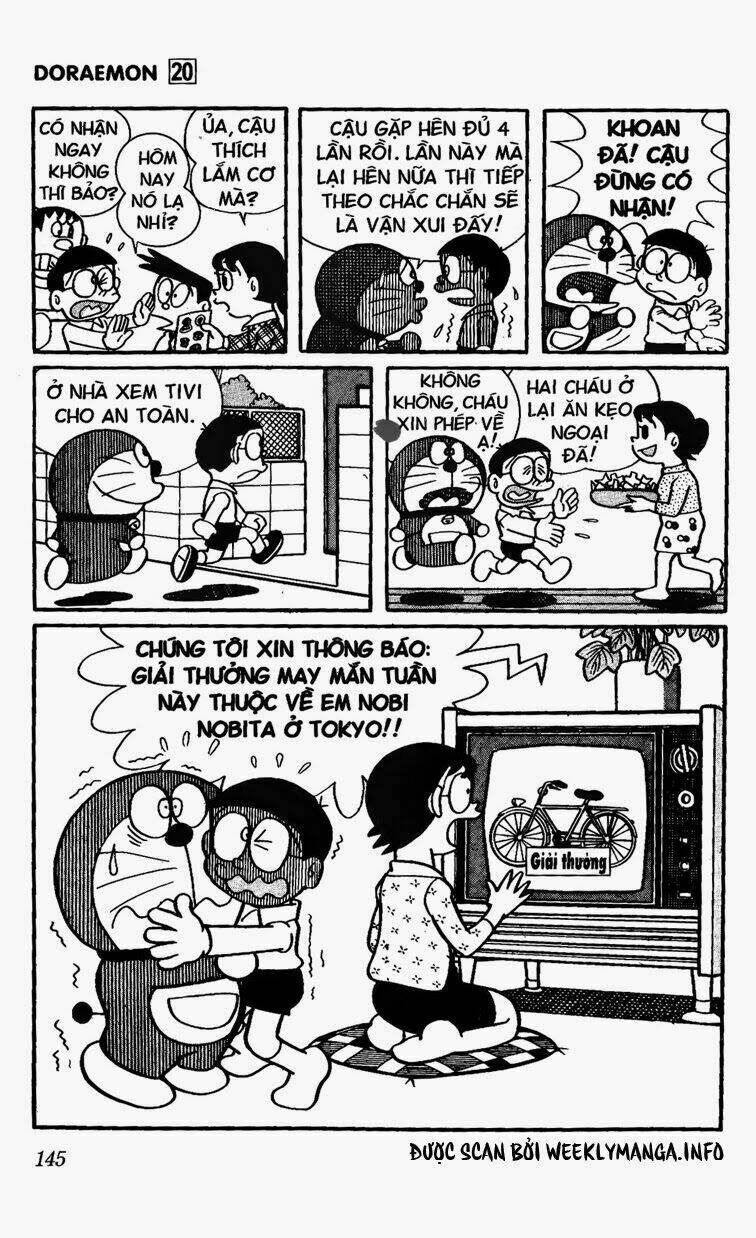 DORAEMON 20
CÓ NHẬN
NGAY
KHÔNG
THÌ BẢO?
HÔM
NAY
NÓ LẠ
NHỈ?
ỦA, CẬU
THÍCH
LẮM CƠ
MÀ?
CẬU GẶP HÊN ĐỦ 4
LẦN RỒI. LẦN NÀY MÀ
LẠI HÊN NỮA THÌ TIẾP
THEO CHẮC CHẮN SẼ
LÀ VẬN XUI ĐẤY!
KHOAN
ĐÃ! CẬU
ĐỪNG CÓ
NHẬN!
Ở NHÀ XEM TIVI
CHO AN TOÀN.
KHÔNG
KHÔNG, CHÁU
XIN PHÉP VỀ
Ạ!
HAI CHÁU Ở
LẠI ĂN KẸO
NGOẠI
ĐÃ!
CHÚNG TÔI XIN THÔNG BÁO:
GIẢI THƯỞNG MAY MẮN TUẦN
NÀY THUỘC VỀ EM NOBI
NOBITA Ở TOKYO!!
Giải thưởng
145
ĐƯỢC SCAN BỞI WEEKLYMANGA.INFO